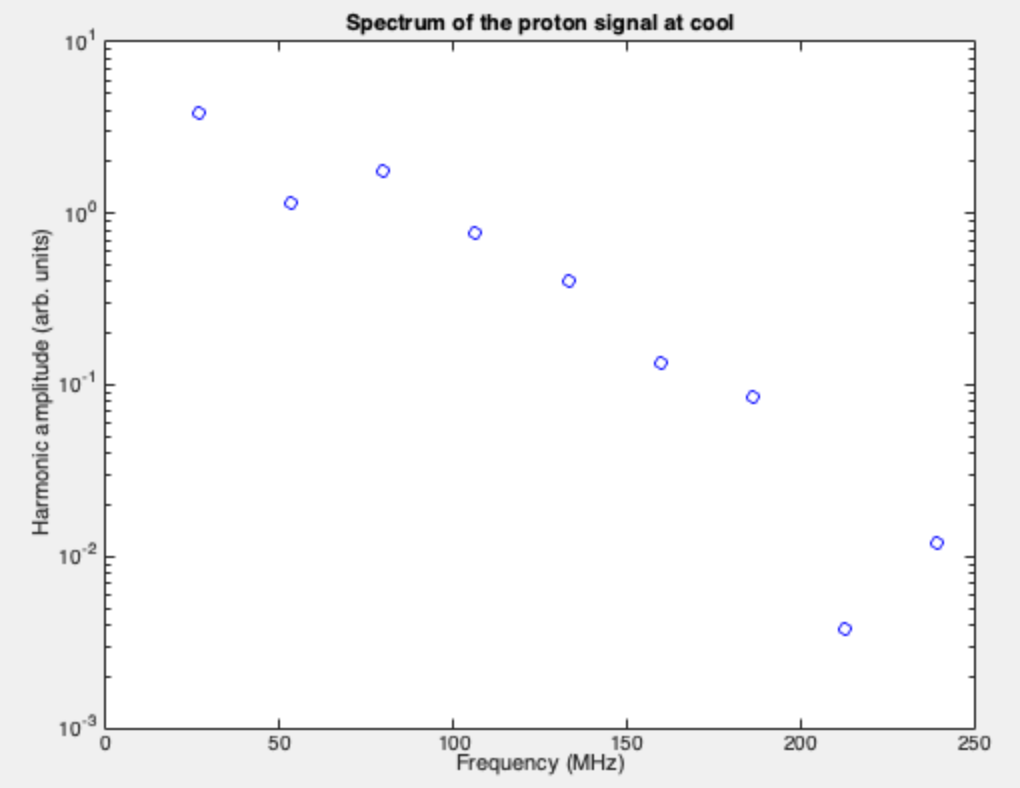 Spectrum of the proton signal at cool
10^1
10^0
10^-1
10^-2
10^-3
Harmonic amplitude (arb. units)
0 50 100 150 200 250
Frequency (MHz)